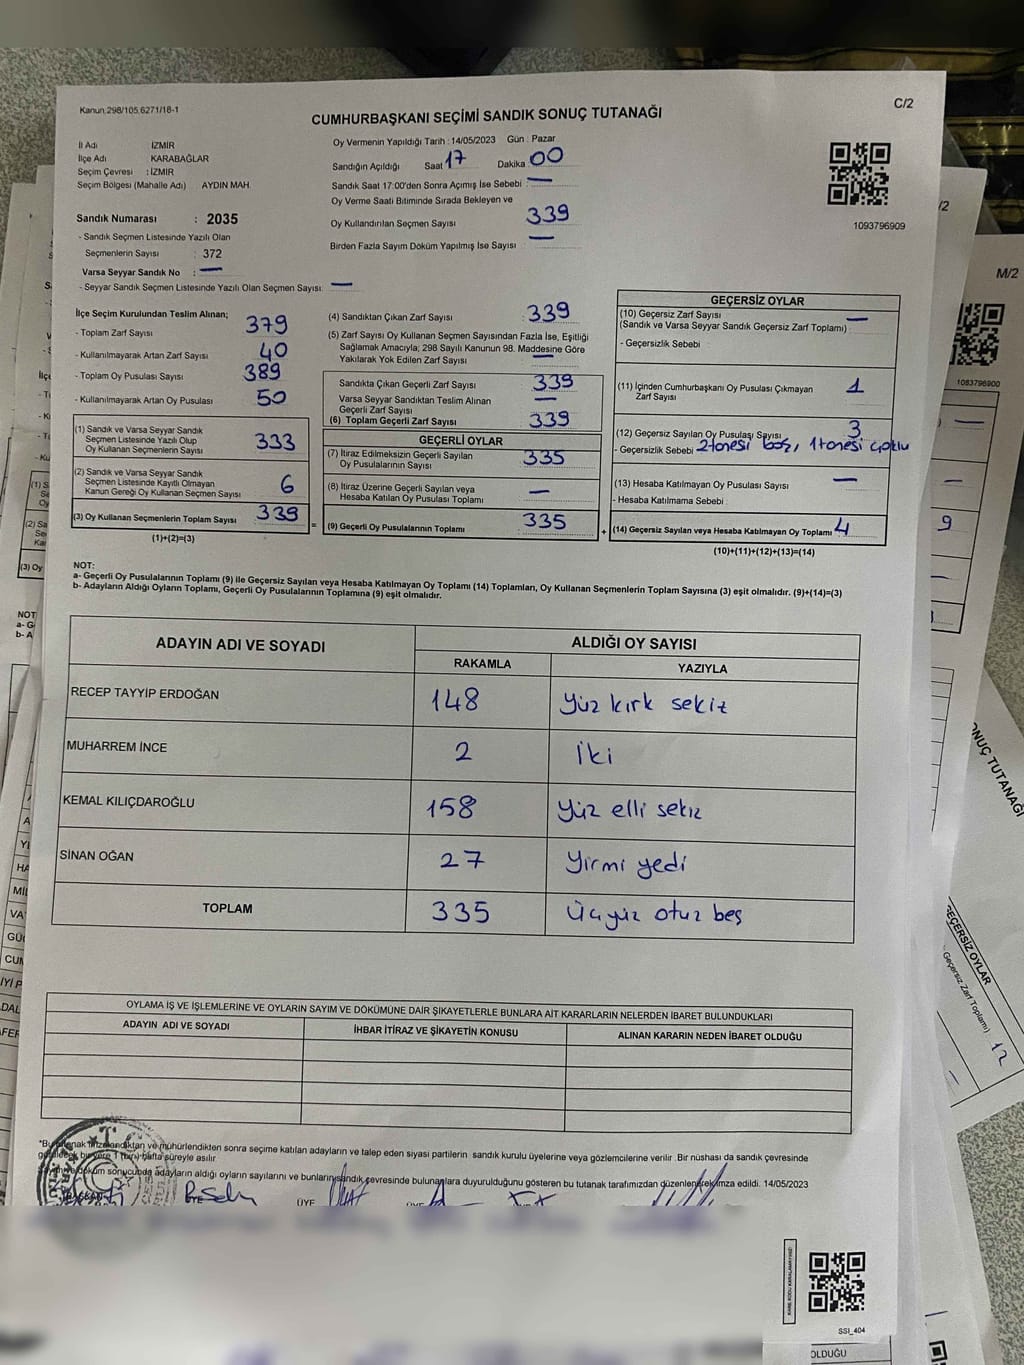 Kanun:298/105,6271/18-1
C/2
CUMHURBAŞKANI SEÇİMİ SANDIK SONUÇ TUTANAĞI
İl Adı İZMİR
İlçe Adı KARABAĞLAR
Seçim Çevresi : İZMİR
Seçim Bölgesi (Mahalle Adı) AYDIN MAH.
Sandık Numarası : 2035
- Sandık Seçmen Listesinde Yazılı Olan
Seçmenlerin Sayısı : 372
Varsa Seyyar Sandık No : —
- Seyyar Sandık Seçmen Listesinde Yazılı Olan Seçmen Sayısı: —
Oy Vermenin Yapıldığı Tarih : 14/05/2023 Gün : Pazar
Sandığın Açıldığı Saat 17 Dakika 00
Sandık Saat 17:00'den Sonra Açımış İse Sebebi : —
Oy Verme Saati Bitiminde Sırada Bekleyen ve
Oy Kullandırılan Seçmen Sayısı 339
Birden Fazla Sayım Döküm Yapılmış İse Sayısı : —
1093796909
İlçe Seçim Kurulundan Teslim Alınan;
- Toplam Zarf Sayısı 379
- Kullanılmayarak Artan Zarf Sayısı 40
- Toplam Oy Pusulası Sayısı 389
- Kullanılmayarak Artan Oy Pusulası 50
(1) Sandık ve Varsa Seyyar Sandık
Seçmen Listesinde Yazılı Olup
Oy Kullanan Seçmenlerin Sayısı 333
(2) Sandık ve Varsa Seyyar Sandık
Seçmen Listesinde Kayıtlı Olmayan
Kanun Gereği Oy Kullanan Seçmen Sayısı 6
(3) Oy Kullanan Seçmenlerin Toplam Sayısı 339
(1)+(2)=(3)
(4) Sandıktan Çıkan Zarf Sayısı : 339
(5) Zarf Sayısı Oy Kullanan Seçmen Sayısından Fazla İse, Eşitliği
Sağlamak Amacıyla; 298 Sayılı Kanunun 98. Maddesine Göre
Yakılarak Yok Edilen Zarf Sayısı —
Sandıkta Çıkan Geçerli Zarf Sayısı : 339
Varsa Seyyar Sandıktan Teslim Alınan
Geçerli Zarf Sayısı —
(6) Toplam Geçerli Zarf Sayısı : 339
GEÇERLİ OYLAR
(7) İtiraz Edilmeksizin Geçerli Sayılan
Oy Pusulalarının Sayısı : 335
(8) İtiraz Üzerine Geçerli Sayılan veya
Hesaba Katılan Oy Pusulası Toplamı : —
= (9) Geçerli Oy Pusulalarının Toplamı : 335
GEÇERSİZ OYLAR
(10) Geçersiz Zarf Sayısı —
(Sandık ve Varsa Seyyar Sandık Geçersiz Zarf Toplamı) :
- Geçersizlik Sebebi
(11) İçinden Cumhurbaşkanı Oy Pusulası Çıkmayan
Zarf Sayısı 1
(12) Geçersiz Sayılan Oy Pusulası Sayısı 3
- Geçersizlik Sebebi 2 tanesi boş, 1 tanesi çoklu
(13) Hesaba Katılmayan Oy Pusulası Sayısı —
- Hesaba Katılmama Sebebi :
+ (14) Geçersiz Sayılan veya Hesaba Katılmayan Oy Toplamı 4
(10)+(11)+(12)+(13)=(14)
NOT:
a- Geçerli Oy Pusulalarının Toplamı (9) ile Geçersiz Sayılan veya Hesaba Katılmayan Oy Toplamı (14) Toplamları, Oy Kullanan Seçmenlerin Toplam Sayısına (3) eşit olmalıdır. (9)+(14)=(3)
b- Adayların Aldığı Oyların Toplamı, Geçerli Oy Pusulalarının Toplamına (9) eşit olmalıdır.
ADAYIN ADI VE SOYADI ALDIĞI OY SAYISI
RAKAMLA YAZIYLA
RECEP TAYYİP ERDOĞAN 148 Yüz kırk sekiz
MUHARREM İNCE 2 İki
KEMAL KILIÇDAROĞLU 158 Yüz elli sekiz
SİNAN OĞAN 27 Yirmi yedi
TOPLAM 335 Üçyüz otuz beş
OYLAMA İŞ VE İŞLEMLERİNE VE OYLARIN SAYIM VE DÖKÜMÜNE DAİR ŞİKAYETLERLE BUNLARA AİT KARARLARIN NELERDEN İBARET BULUNDUKLARI
ADAYIN ADI VE SOYADI İHBAR İTİRAZ VE ŞİKAYETİN KONUSU ALINAN KARARIN NEDEN İBARET OLDUĞU
ve mühürlendikten sonra seçime katılan adayların ve talep eden siyasi partilerin sandık kurulu üyelerine veya gözlemcilerine verilir. Bir nüshası da sandık çevresinde
bir yere 1 (bir) hafta süreyle asılır.
döküm sonucunda adayların aldığı oyların sayılarını ve bunların sandık çevresinde bulunanlara duyurulduğunu gösteren bu tutanak tarafımızdan düzenlenerek imza edildi. 14/05/2023
ÜYE
SSI_404
M/2
1083796900
9
ONUÇ TUTANAĞI
GEÇERSİZ OYLAR
Geçersiz Zarf Toplamı)
12
OLDUĞU